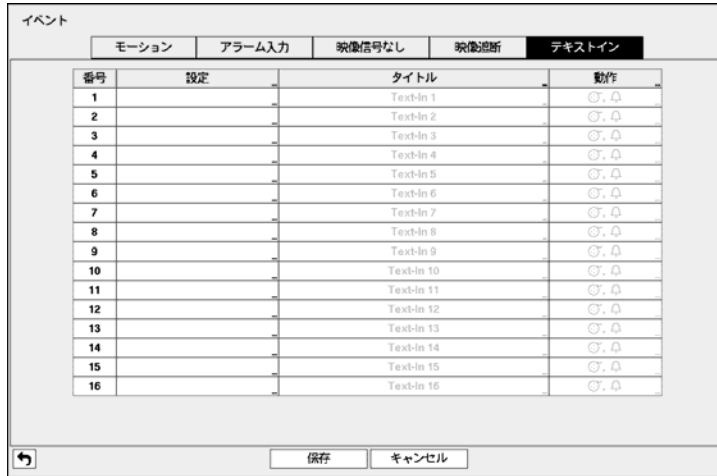 イベント
モーション アラーム入力 映像信号なし 映像遮断 テキストイン
番号 設定 タイトル 動作
1 Text-In 1
2 Text-In 2
3 Text-In 3
4 Text-In 4
5 Text-In 5
6 Text-In 6
7 Text-In 7
8 Text-In 8
9 Text-In 9
10 Text-In 10
11 Text-In 11
12 Text-In 12
13 Text-In 13
14 Text-In 14
15 Text-In 15
16 Text-In 16
保存 キャンセル